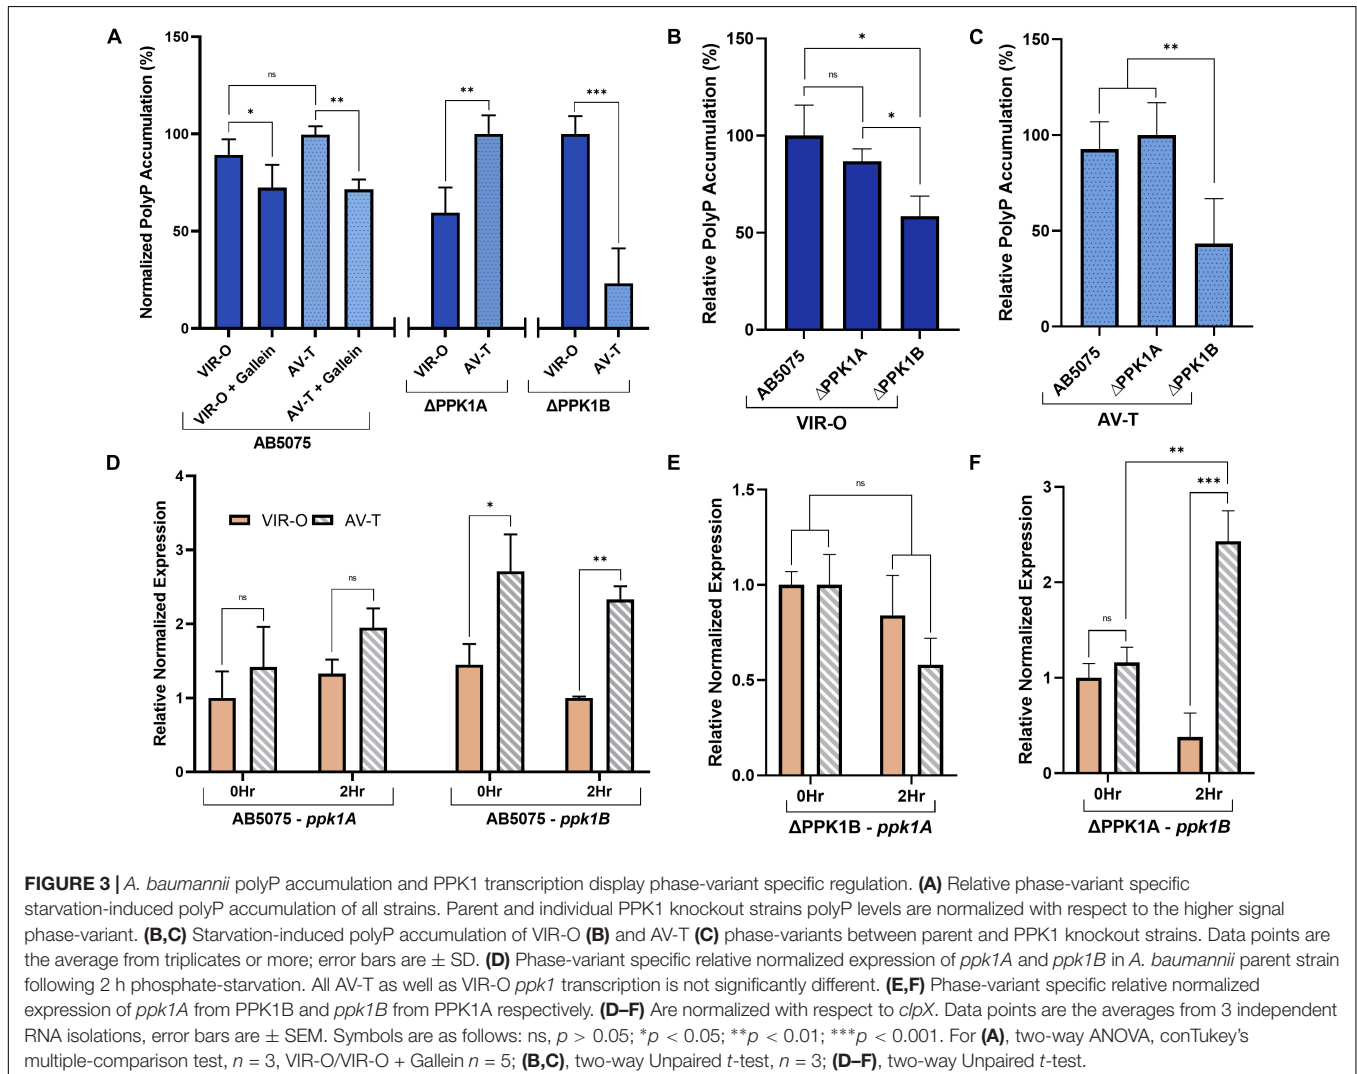 A
Normalized PolyP Accumulation (%)
150
100
50
0
ns
*
**
**
***
VIR-O
VIR-O + Gallein
AV-T
AV-T + Gallein
VIR-O
AV-T
VIR-O
AV-T
AB5075
ΔPPK1A
ΔPPK1B
B
Relative PolyP Accumulation (%)
150
100
50
0
*
ns
*
AB5075
△PPK1A
△PPK1B
VIR-O
C
Relative PolyP Accumulation (%)
150
100
50
0
**
AB5075
△PPK1A
△PPK1B
AV-T
D
Relative Normalized Expression
4
3
2
1
0
VIR-O
AV-T
ns
ns
*
**
0Hr
2Hr
0Hr
2Hr
AB5075 - ppk1A
AB5075 - ppk1B
E
Relative Normalized Expression
1.5
1.0
0.5
0.0
ns
0Hr
2Hr
ΔPPK1B - ppk1A
F
Relative Normalized Expression
3
2
1
0
**
***
ns
0Hr
2Hr
ΔPPK1A - ppk1B
FIGURE 3 | A. baumannii polyP accumulation and PPK1 transcription display phase-variant specific regulation. (A) Relative phase-variant specific
starvation-induced polyP accumulation of all strains. Parent and individual PPK1 knockout strains polyP levels are normalized with respect to the higher signal
phase-variant. (B,C) Starvation-induced polyP accumulation of VIR-O (B) and AV-T (C) phase-variants between parent and PPK1 knockout strains. Data points are
the average from triplicates or more; error bars are ± SD. (D) Phase-variant specific relative normalized expression of ppk1A and ppk1B in A. baumannii parent strain
following 2 h phosphate-starvation. All AV-T as well as VIR-O ppk1 transcription is not significantly different. (E,F) Phase-variant specific relative normalized
expression of ppk1A from PPK1B and ppk1B from PPK1A respectively. (D–F) Are normalized with respect to clpX. Data points are the averages from 3 independent
RNA isolations, error bars are ± SEM. Symbols are as follows: ns, p > 0.05; *p < 0.05; **p < 0.01; ***p < 0.001. For (A), two-way ANOVA, conTukey's
multiple-comparison test, n = 3, VIR-O/VIR-O + Gallein n = 5; (B,C), two-way Unpaired t-test, n = 3; (D–F), two-way Unpaired t-test.